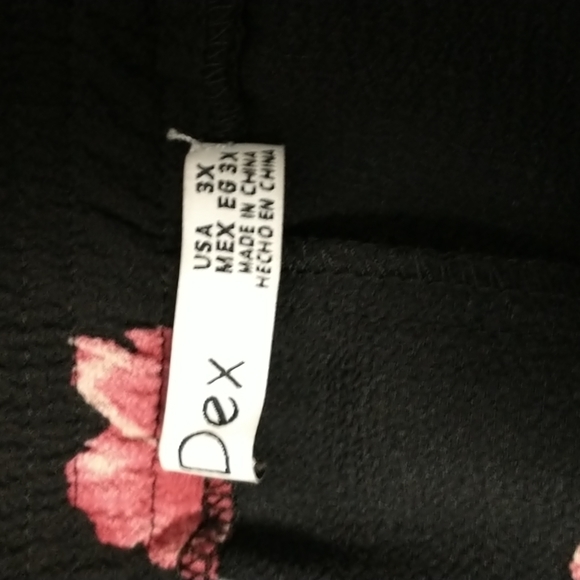 USA 3X
MEX EG 3X
MADE IN CHINA
HECHO EN CHINA
Dex